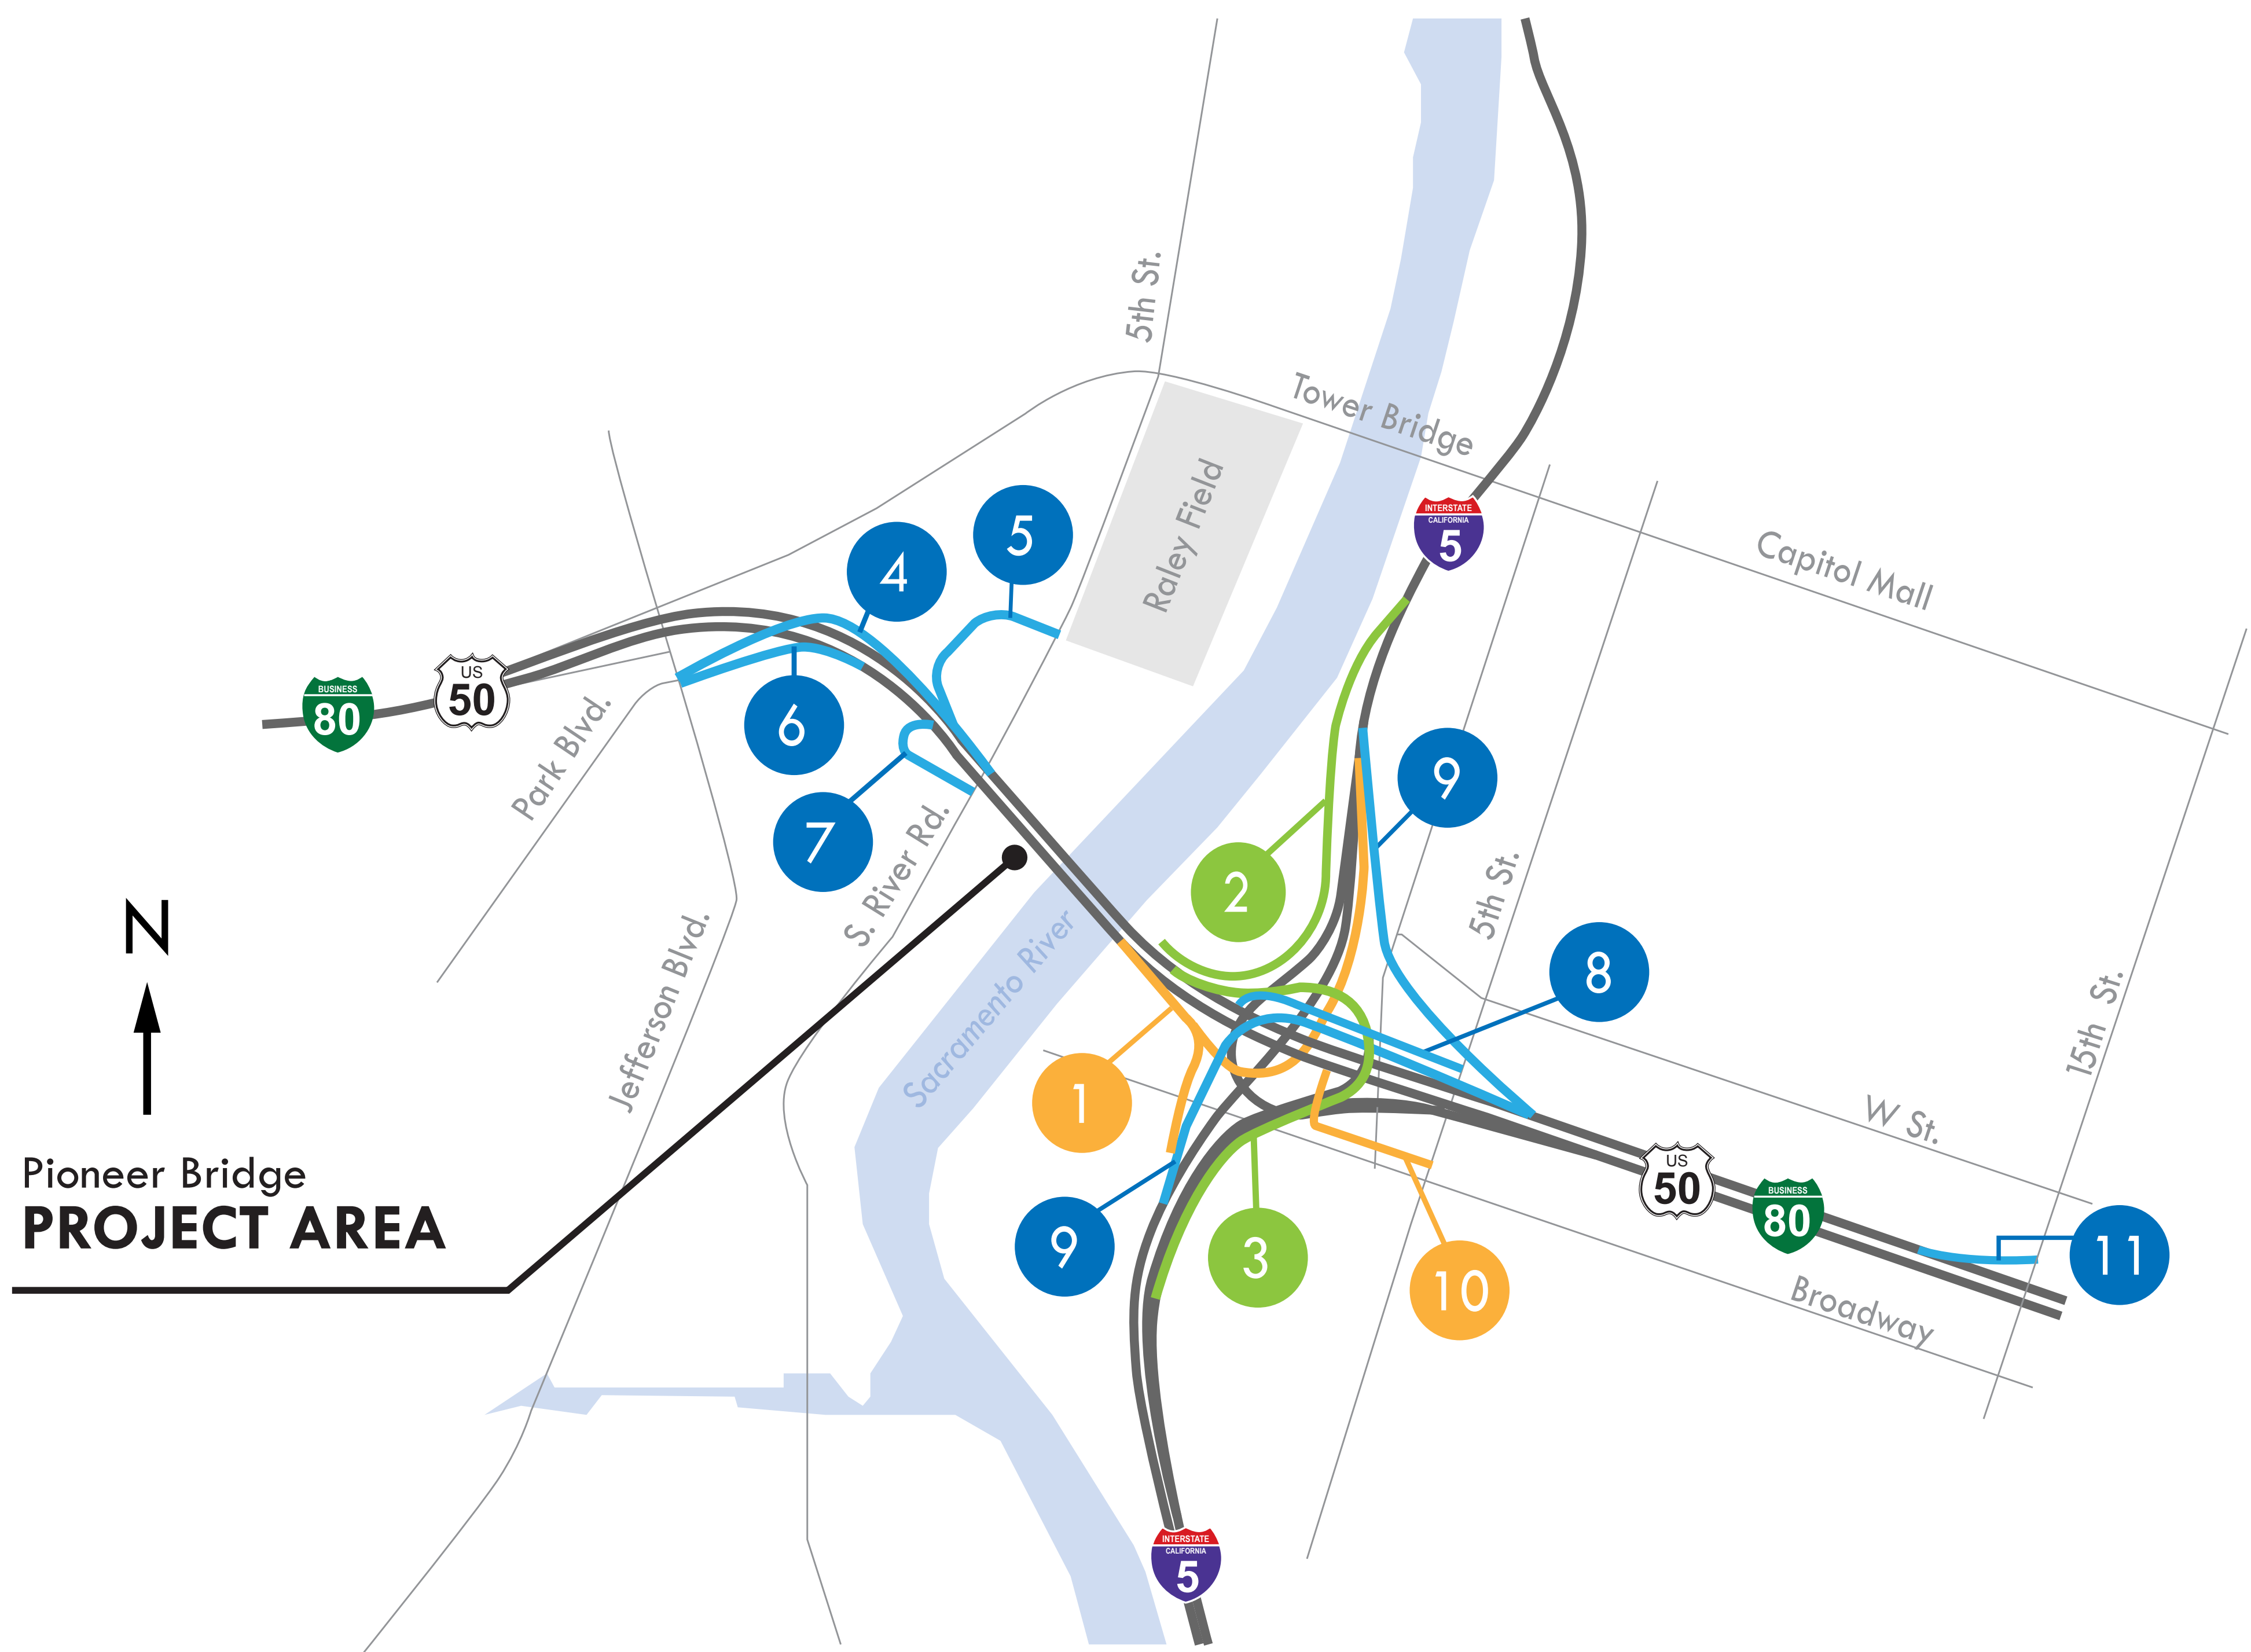 5th St.
Tower Bridge
Raley Field
INTERSTATE
CALIFORNIA
5
Capitol Mall
5
4
US
50
BUSINESS
80
6
9
Park Blvd.
7
S. River Rd.
2
5th St.
N
Jefferson Blvd.
Sacramento River
8
15th St.
1
W St.
Pioneer Bridge
PROJECT AREA
US
50
BUSINESS
80
9
3
10
11
Broadway
INTERSTATE
CALIFORNIA
5